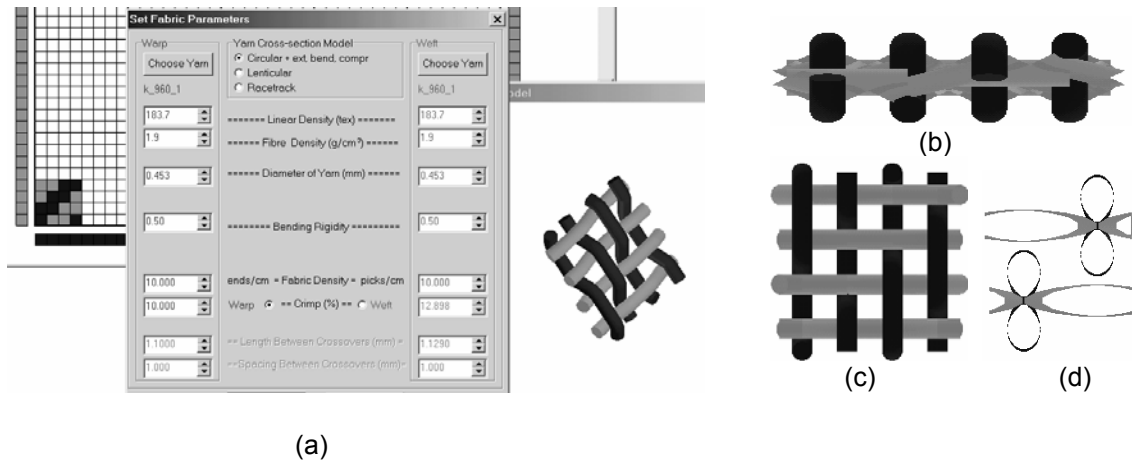 Set Fabric Parameters
Warp
Yarn Cross-section Model
Weft
Choose Yarn
Circular + ext, bend, compr
Choose Yarn
Lenticular
Racetrack
k_960_1
k_960_1
odel
183.7
====== Linear Density (tex) ======
183.7
1.9
==== Fibre Density (g/cm³) =====
1.9
0.453
===== Diameter of Yarn (mm) =====
0.453
0.50
======= Bending Rigidity =======
0.50
10.000
ends/cm = Fabric Density = picks/cm
10.000
10.000
Warp
== Crimp (%) ==
Weft
12.898
1.1000
== Length Between Crossovers (mm) =
1.1290
1.000
==Spacing Between Crossovers (mm)=
1.000
(a)
(b)
(c)
(d)